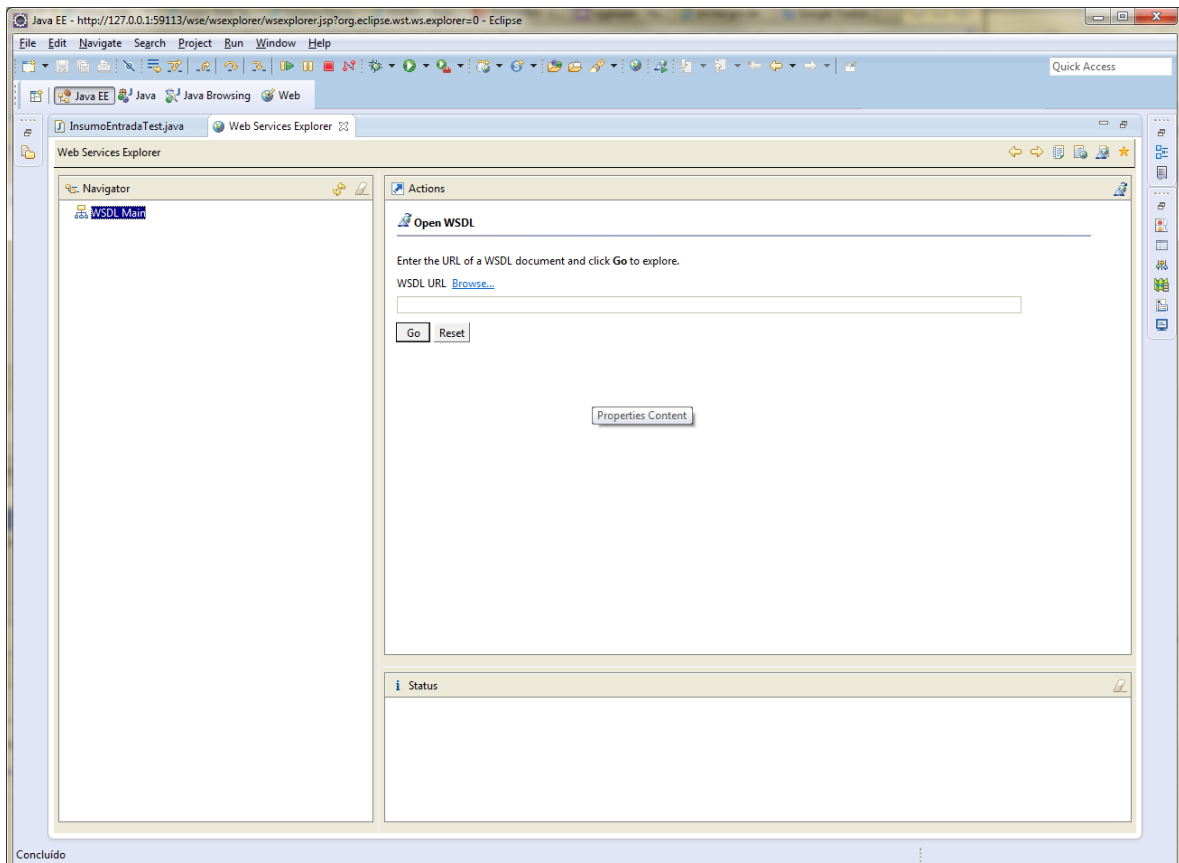 Java EE - http://127.0.0.1:59113/wse/wsexplorer/wsexplorer.jsp?org.eclipse.wst.ws.explorer=0 - Eclipse
File Edit Navigate Search Project Run Window Help
Quick Access
Java EE Java Java Browsing Web
InsumoEntradaTest.java Web Services Explorer
Web Services Explorer
Navigator
WSDL Main
Actions
Open WSDL
Enter the URL of a WSDL document and click Go to explore.
WSDL URL Browse...
Go Reset
Properties Content
i Status
Concluído